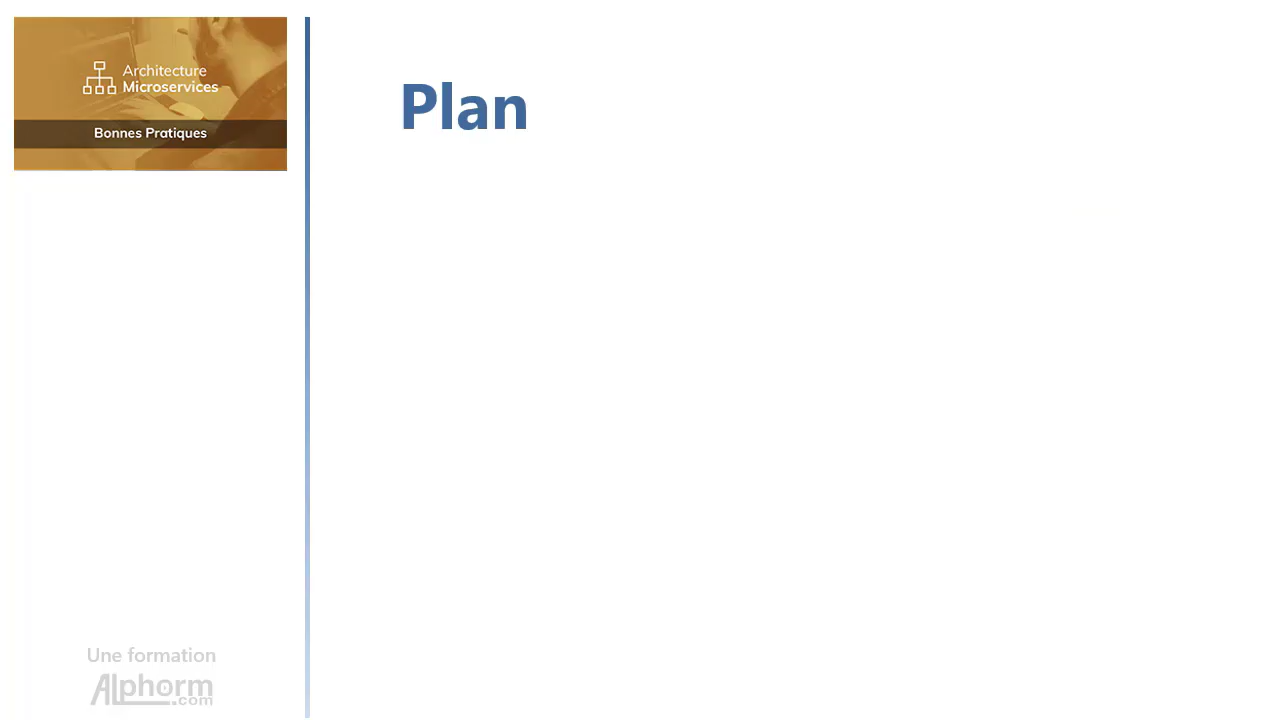 Architecture
Microservices
Bonnes Pratiques
Plan
Une formation
Alphorm
.com